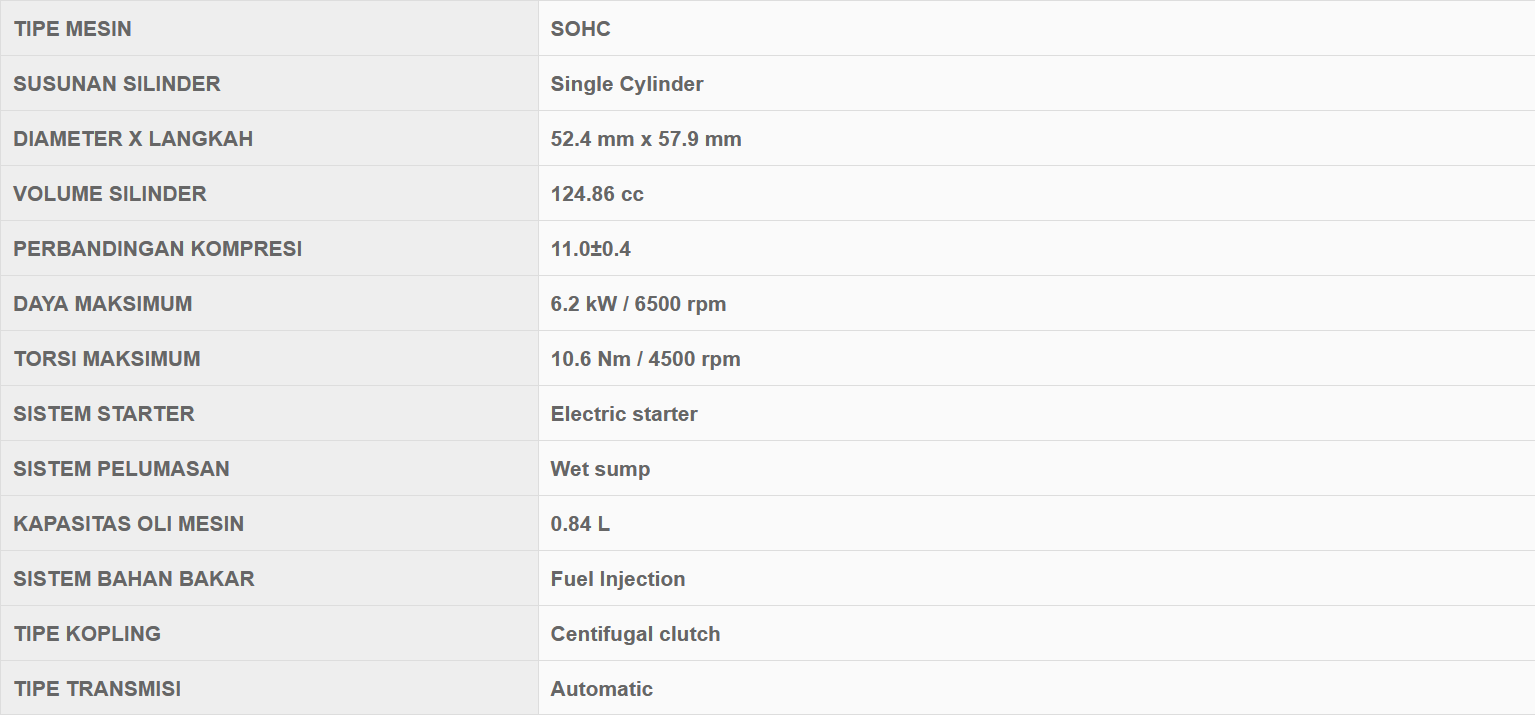 TIPE MESIN SOHC
SUSUNAN SILINDER Single Cylinder
DIAMETER X LANGKAH 52.4 mm x 57.9 mm
VOLUME SILINDER 124.86 cc
PERBANDINGAN KOMPRESI 11.0±0.4
DAYA MAKSIMUM 6.2 kW / 6500 rpm
TORSI MAKSIMUM 10.6 Nm / 4500 rpm
SISTEM STARTER Electric starter
SISTEM PELUMASAN Wet sump
KAPASITAS OLI MESIN 0.84 L
SISTEM BAHAN BAKAR Fuel Injection
TIPE KOPLING Centifugal clutch
TIPE TRANSMISI Automatic